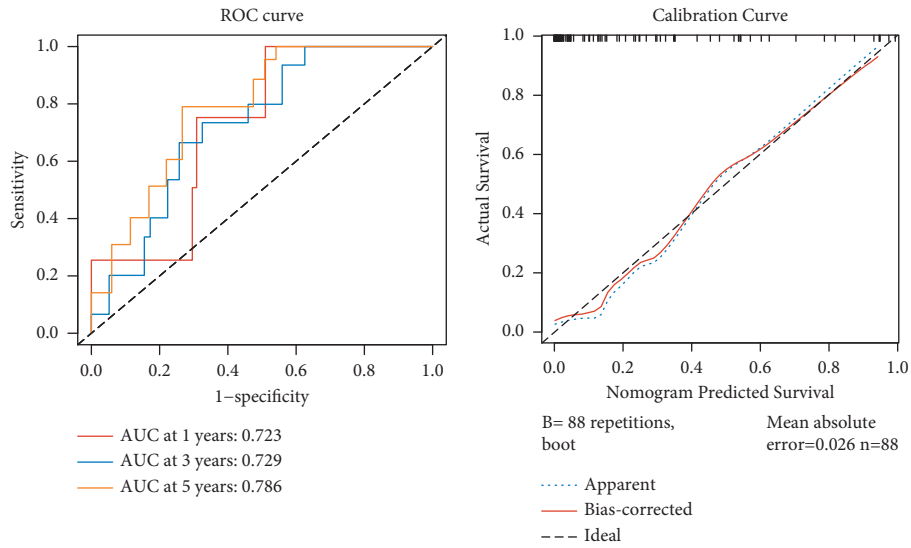 ROC curve
1.0
0.8
0.6
0.4
0.2
0.0
Sensitivity
0.0 0.2 0.4 0.6 0.8 1.0
1−specificity
AUC at 1 years: 0.723
AUC at 3 years: 0.729
AUC at 5 years: 0.786
Calibration Curve
1.0
0.8
0.6
0.4
0.2
0.0
Actual Survival
0.0 0.2 0.4 0.6 0.8 1.0
Nomogram Predicted Survival
B= 88 repetitions,
boot
Mean absolute
error=0.026 n=88
Apparent
Bias-corrected
Ideal